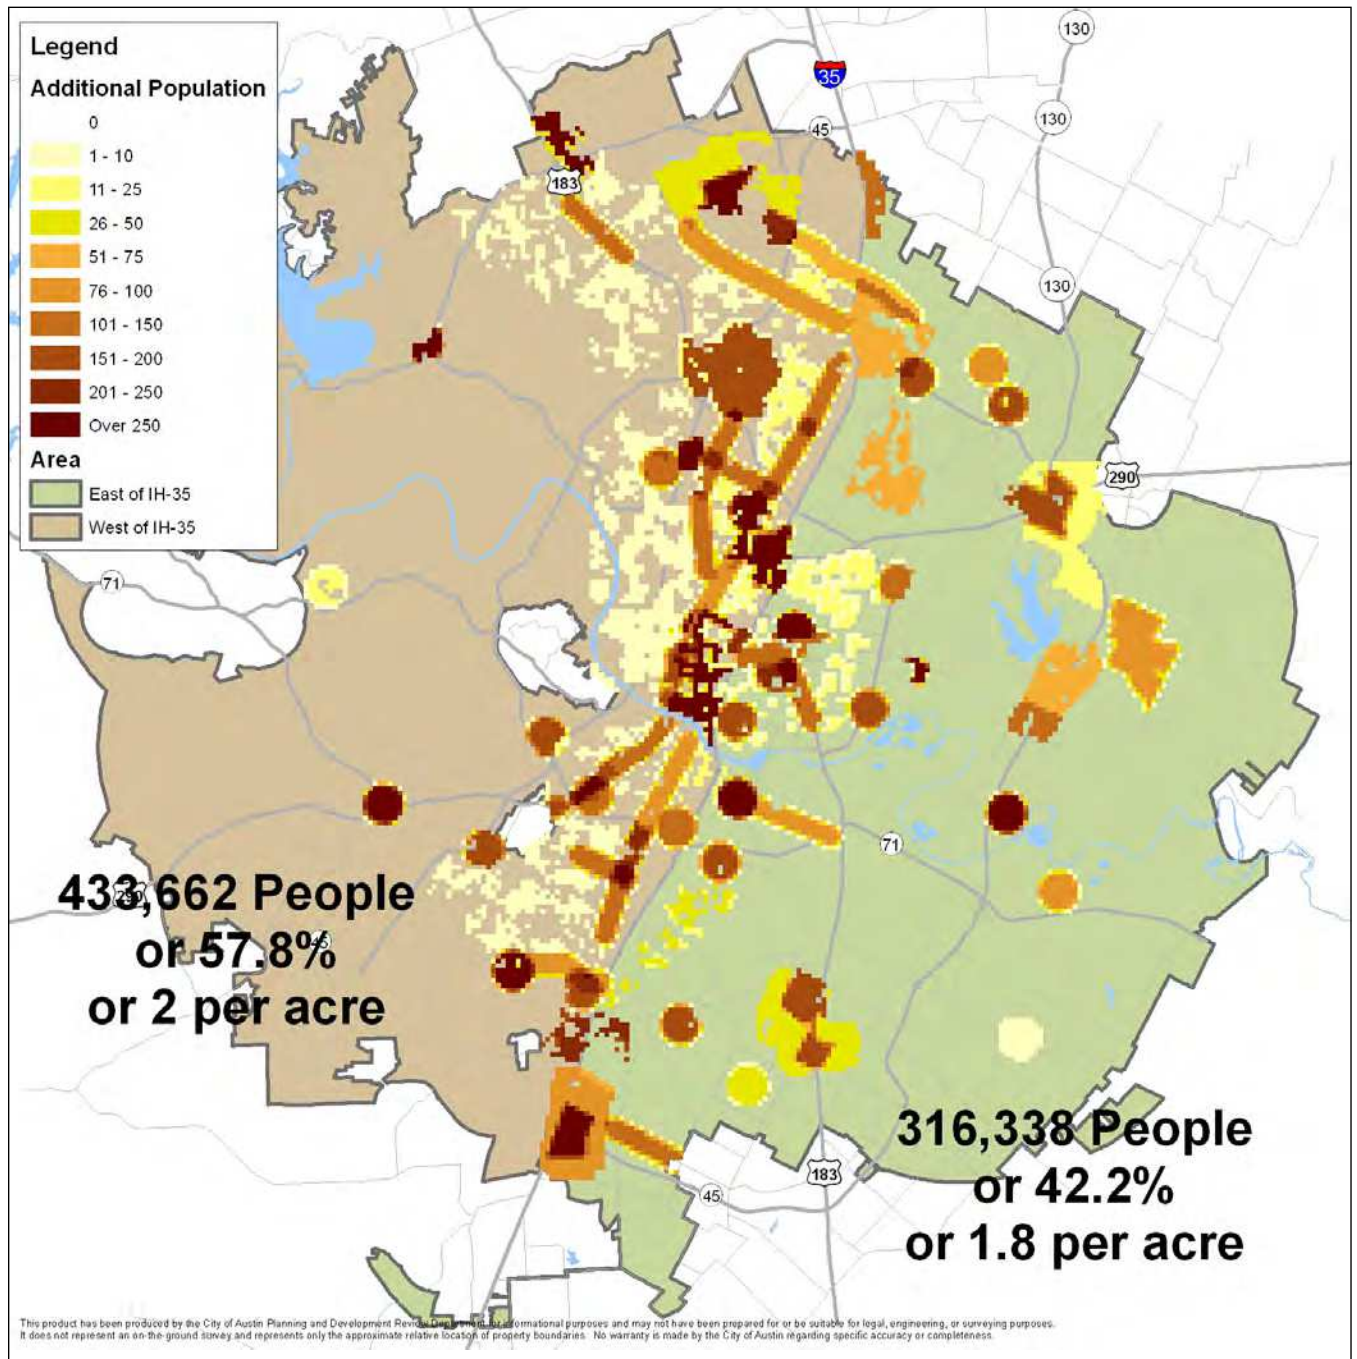 Legend
Additional Population
0
1 - 10
11 - 25
26 - 50
51 - 75
76 - 100
101 - 150
151 - 200
201 - 250
Over 250
Area
East of IH-35
West of IH-35
130
35
45
130
183
130
290
71
71
290
45
433,662 People
or 57.8%
or 2 per acre
316,338 People
or 42.2%
or 1.8 per acre
183
45
This product has been produced by the City of Austin Planning and Development Review Department for informational purposes and may not have been prepared for or be suitable for legal, engineering, or surveying purposes.
It does not represent an on-the-ground survey and represents only the approximate relative location of property boundaries. No warranty is made by the City of Austin regarding specific accuracy or completeness.